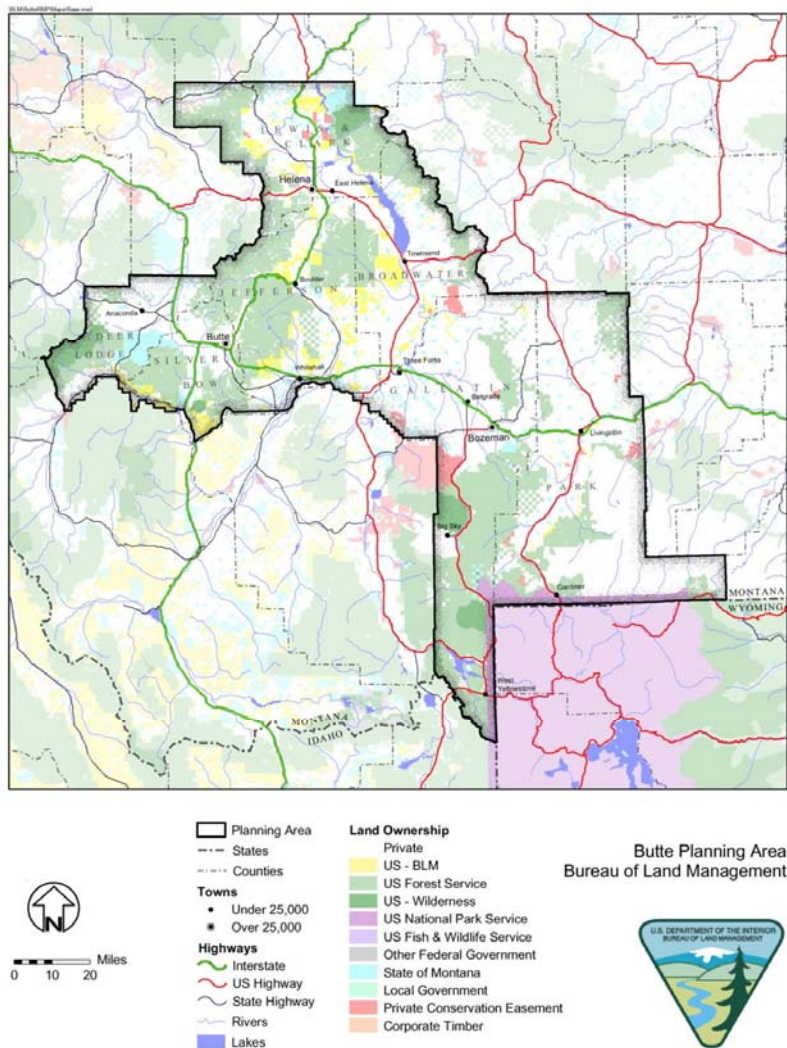 LEWIS &
CLARK
Helena
East Helena
Townsend
BROADWATER
Boulder
JEFFERSON
Anaconda
DEER
LODGE
Butte
SILVER
BOW
Whitehall
Three Forks
GALLATIN
Belgrade
Bozeman
Livingston
PARK
Big Sky
Gardiner
MONTANA
WYOMING
West
Yellowstone
MONTANA
IDAHO
Planning Area
States
Counties
Towns
Under 25,000
Over 25,000
Highways
Interstate
US Highway
State Highway
Rivers
Lakes
Land Ownership
Private
US - BLM
US Forest Service
US - Wilderness
US National Park Service
US Fish & Wildlife Service
Other Federal Government
State of Montana
Local Government
Private Conservation Easement
Corporate Timber
N
Miles
0 10 20
Butte Planning Area
Bureau of Land Management
U.S. DEPARTMENT OF THE INTERIOR
BUREAU OF LAND MANAGEMENT